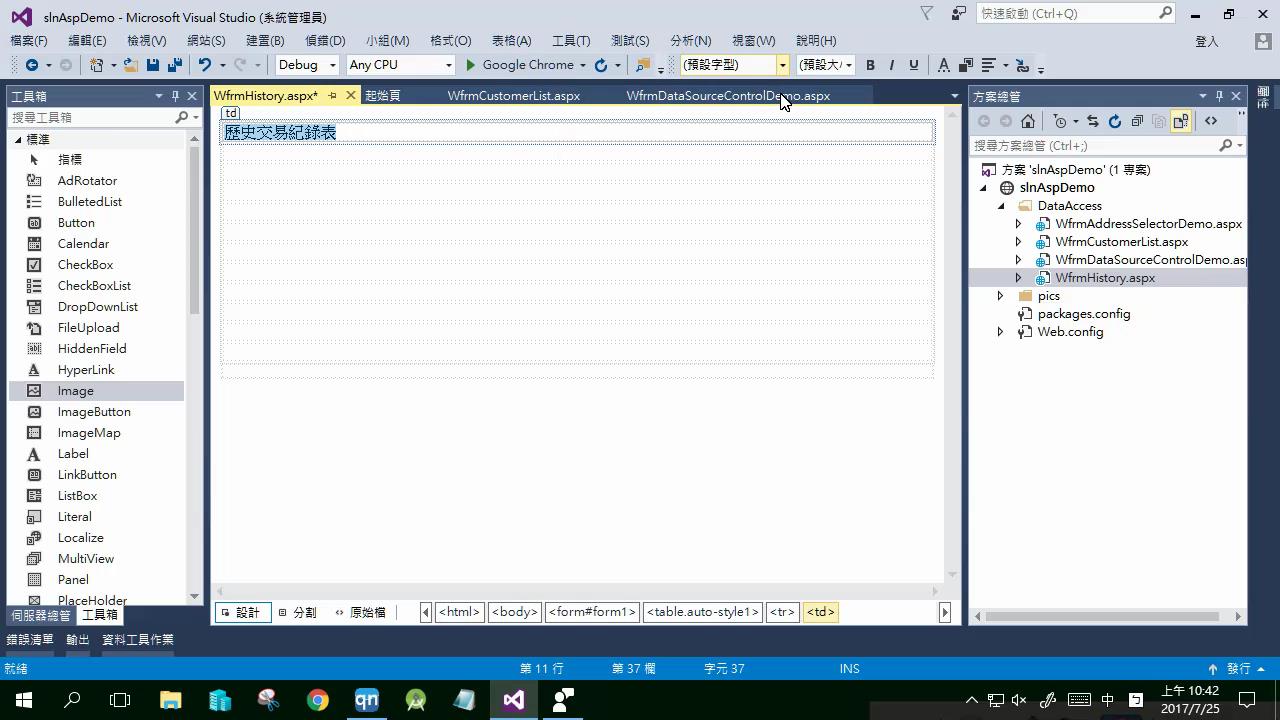 slnAspDemo - Microsoft Visual Studio (系統管理員)
快速啟動 (Ctrl+Q)
檔案(F) 編輯(E) 檢視(V) 網站(S) 建置(B) 偵錯(D) 小組(M) 格式(O) 表格(A) 工具(T) 測試(S) 分析(N) 視窗(W) 說明(H) 登入
Debug Any CPU Google Chrome (預設字型) (預設大 B I U A
工具箱
搜尋工具箱
標準
指標
AdRotator
BulletedList
Button
Calendar
CheckBox
CheckBoxList
DropDownList
FileUpload
HiddenField
HyperLink
Image
ImageButton
ImageMap
Label
LinkButton
ListBox
Literal
Localize
MultiView
Panel
PlaceHolder
伺服器總管 工具箱
WfrmHistory.aspx* 起始頁 WfrmCustomerList.aspx WfrmDataSourceControlDemo.aspx
td
歷史交易紀錄表
設計 分割 原始檔 <html> <body> <form#form1> <table.auto-style1> <tr> <td>
方案總管
搜尋方案總管 (Ctrl+;)
方案 'slnAspDemo' (1 專案)
slnAspDemo
DataAccess
WfrmAddressSelectorDemo.aspx
WfrmCustomerList.aspx
WfrmDataSourceControlDemo.asp
WfrmHistory.aspx
pics
packages.config
Web.config
錯誤清單 輸出 資料工具作業
就緒 第 11 行 第 37 欄 字元 37 INS 發行
qn 中 上午 10:42
2017/7/25